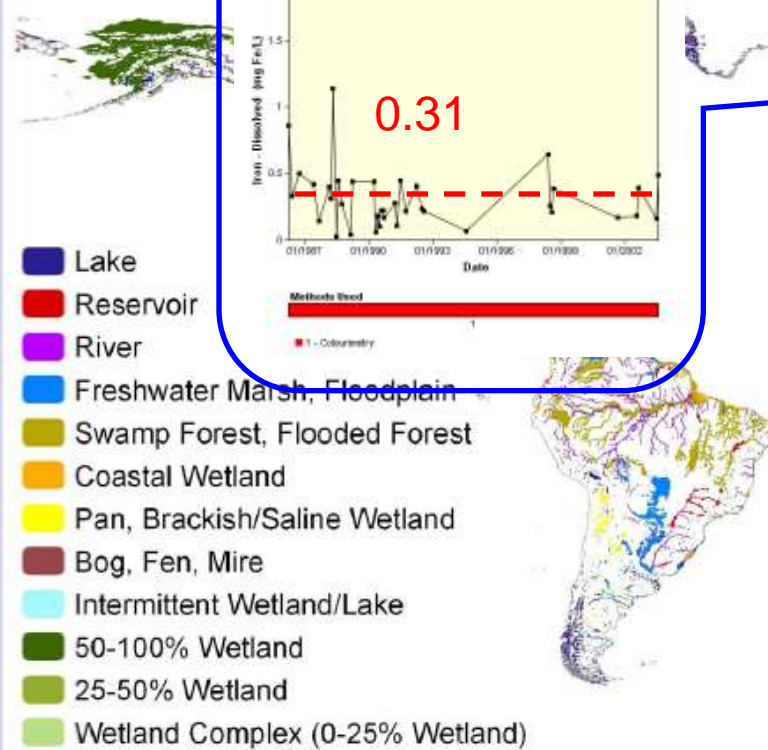 Iron - Dissolved (mg Fe/L)
1.5
1
0.5
0
0.31
01/1987 01/1990 01/1993 01/1996 01/1999 01/2002
Date
Methods Used
1
1 - Colourimetry
Lake
Reservoir
River
Freshwater Marsh, Floodplain
Swamp Forest, Flooded Forest
Coastal Wetland
Pan, Brackish/Saline Wetland
Bog, Fen, Mire
Intermittent Wetland/Lake
50-100% Wetland
25-50% Wetland
Wetland Complex (0-25% Wetland)